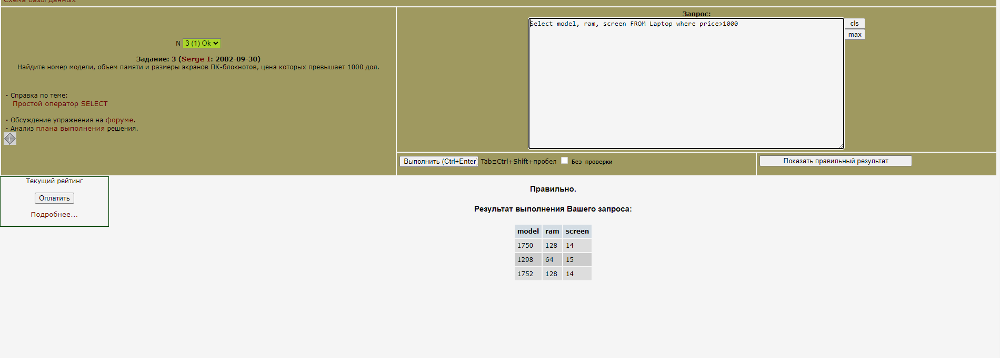 Схема базы данных
N 3 (1) Ok
Задание: 3 (Serge I: 2002-09-30)
Найдите номер модели, объем памяти и размеры экранов ПК-блокнотов, цена которых превышает 1000 дол.
· Справка по теме:
Простой оператор SELECT
· Обсуждение упражнения на форуме.
· Анализ плана выполнения решения.
Запрос:
Select model, ram, screen FROM Laptop where price>1000
cls
max
Выполнить (Ctrl+Enter) Tab≡Ctrl+Shift+пробел Без проверки
Показать правильный результат
Текущий рейтинг
Оплатить
Подробнее...
Правильно.
Результат выполнения Вашего запроса:
model ram screen
1750 128 14
1298 64 15
1752 128 14